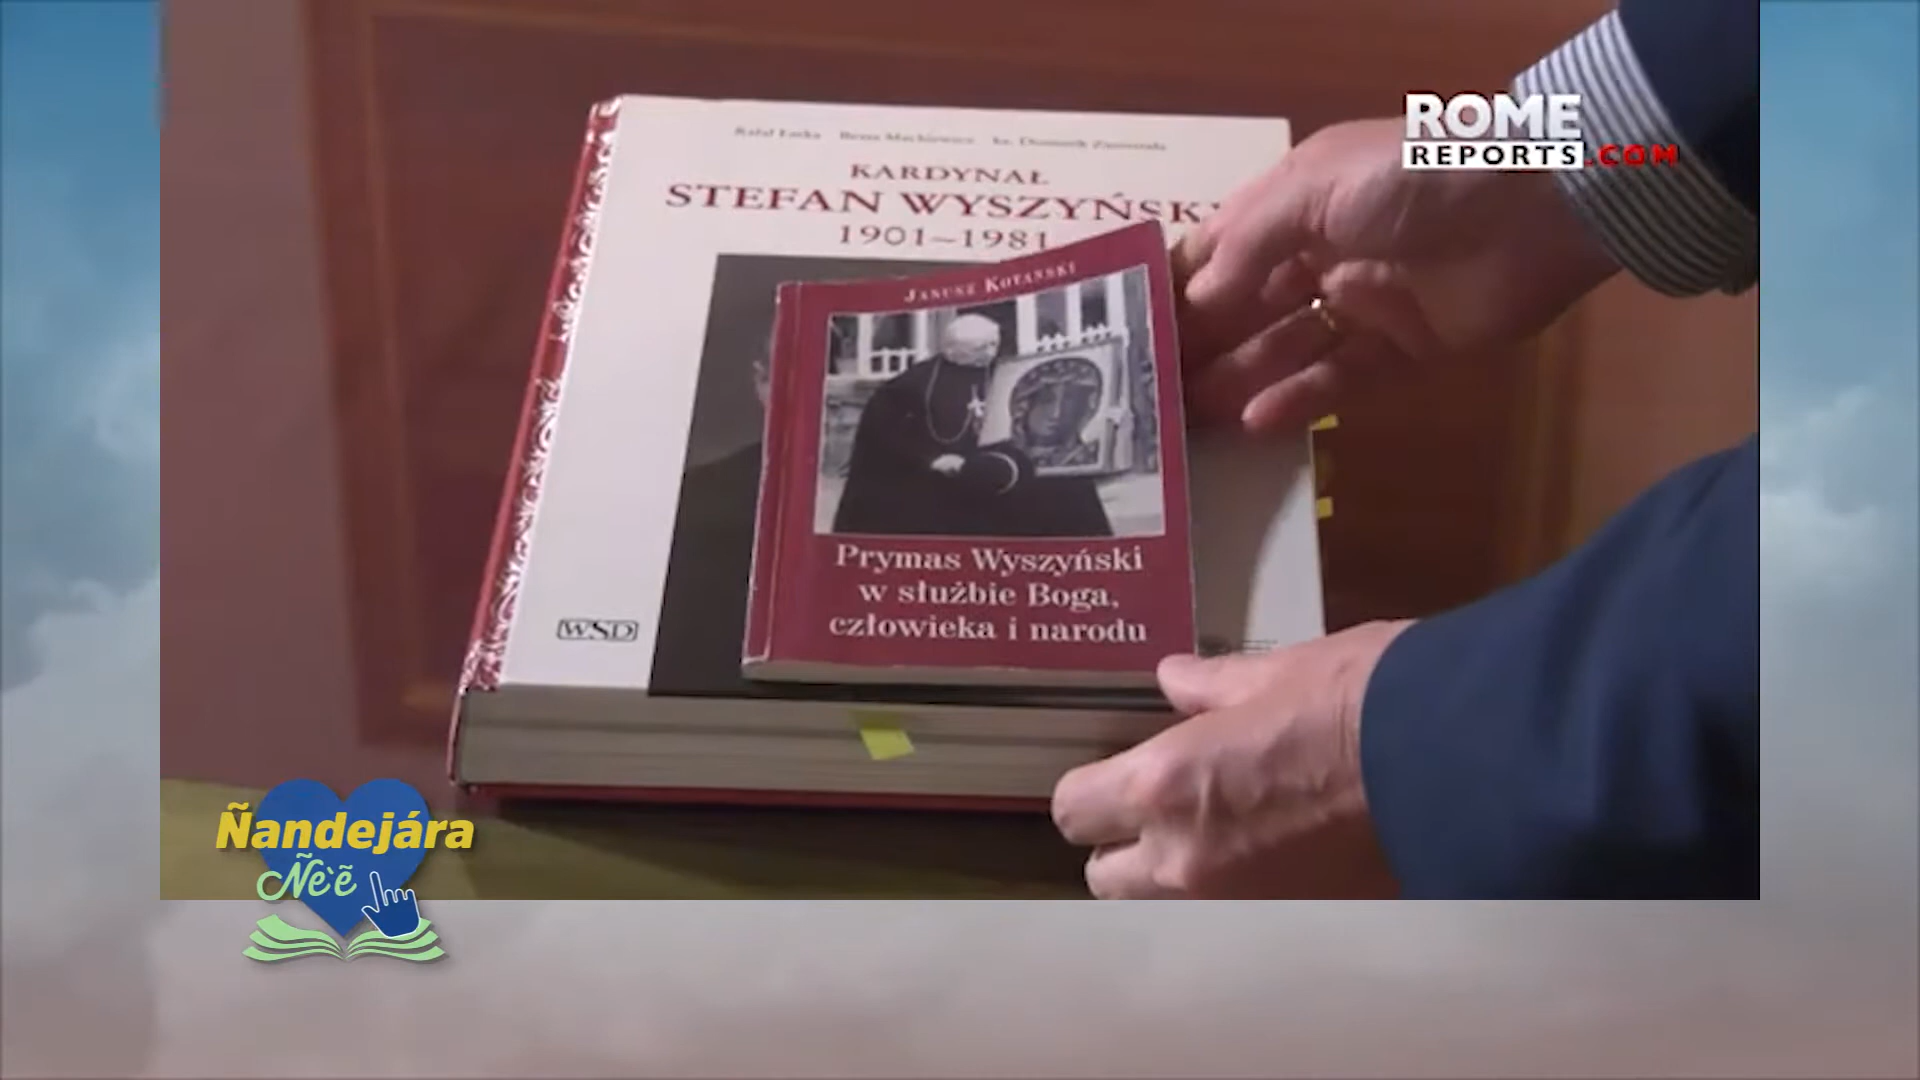 ROME
REPORTS.COM
KARDYNAŁ
STEFAN WYSZYŃSKI
1901–1981
JANUSZ KOTAŃSKI
Prymas Wyszyński
w służbie Boga,
człowieka i narodu
WSD
Ñandejára
Ñe'ẽ